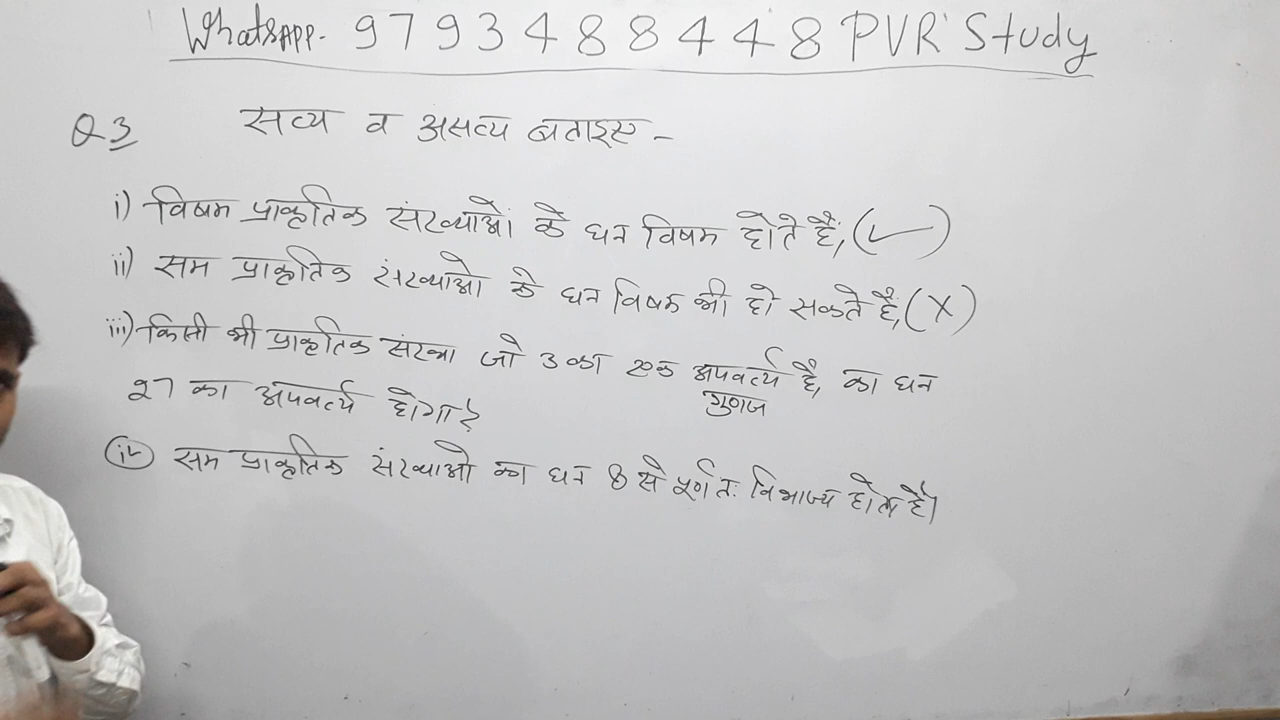 WhatsAPP. 9793488448 PVR Study
Q 3 सत्य व असत्य बताइए -
i) विषम प्राकृतिक संख्याओं के घन विषम होते हैं, (✓)
ii) सम प्राकृतिक संख्याओ के घन विषम भी हो सकते हैं, (X)
iii) किसी भी प्राकृतिक संख्या जो 3 का एक अपवर्त्य है, का घन
गुणज
27 का अपवर्त्य होगा?
iv सम प्राकृतिक संख्याओ का घन 8 से पूर्णतः विभाज्य होता है।